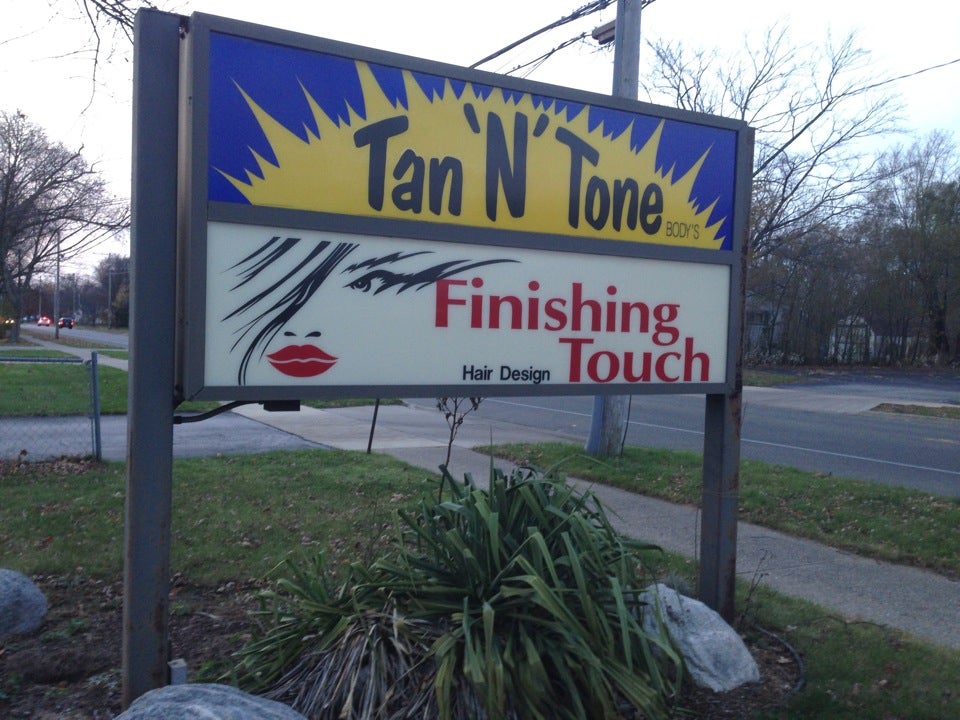 Tan 'N' Tone
BODY'S
Finishing
Hair Design Touch